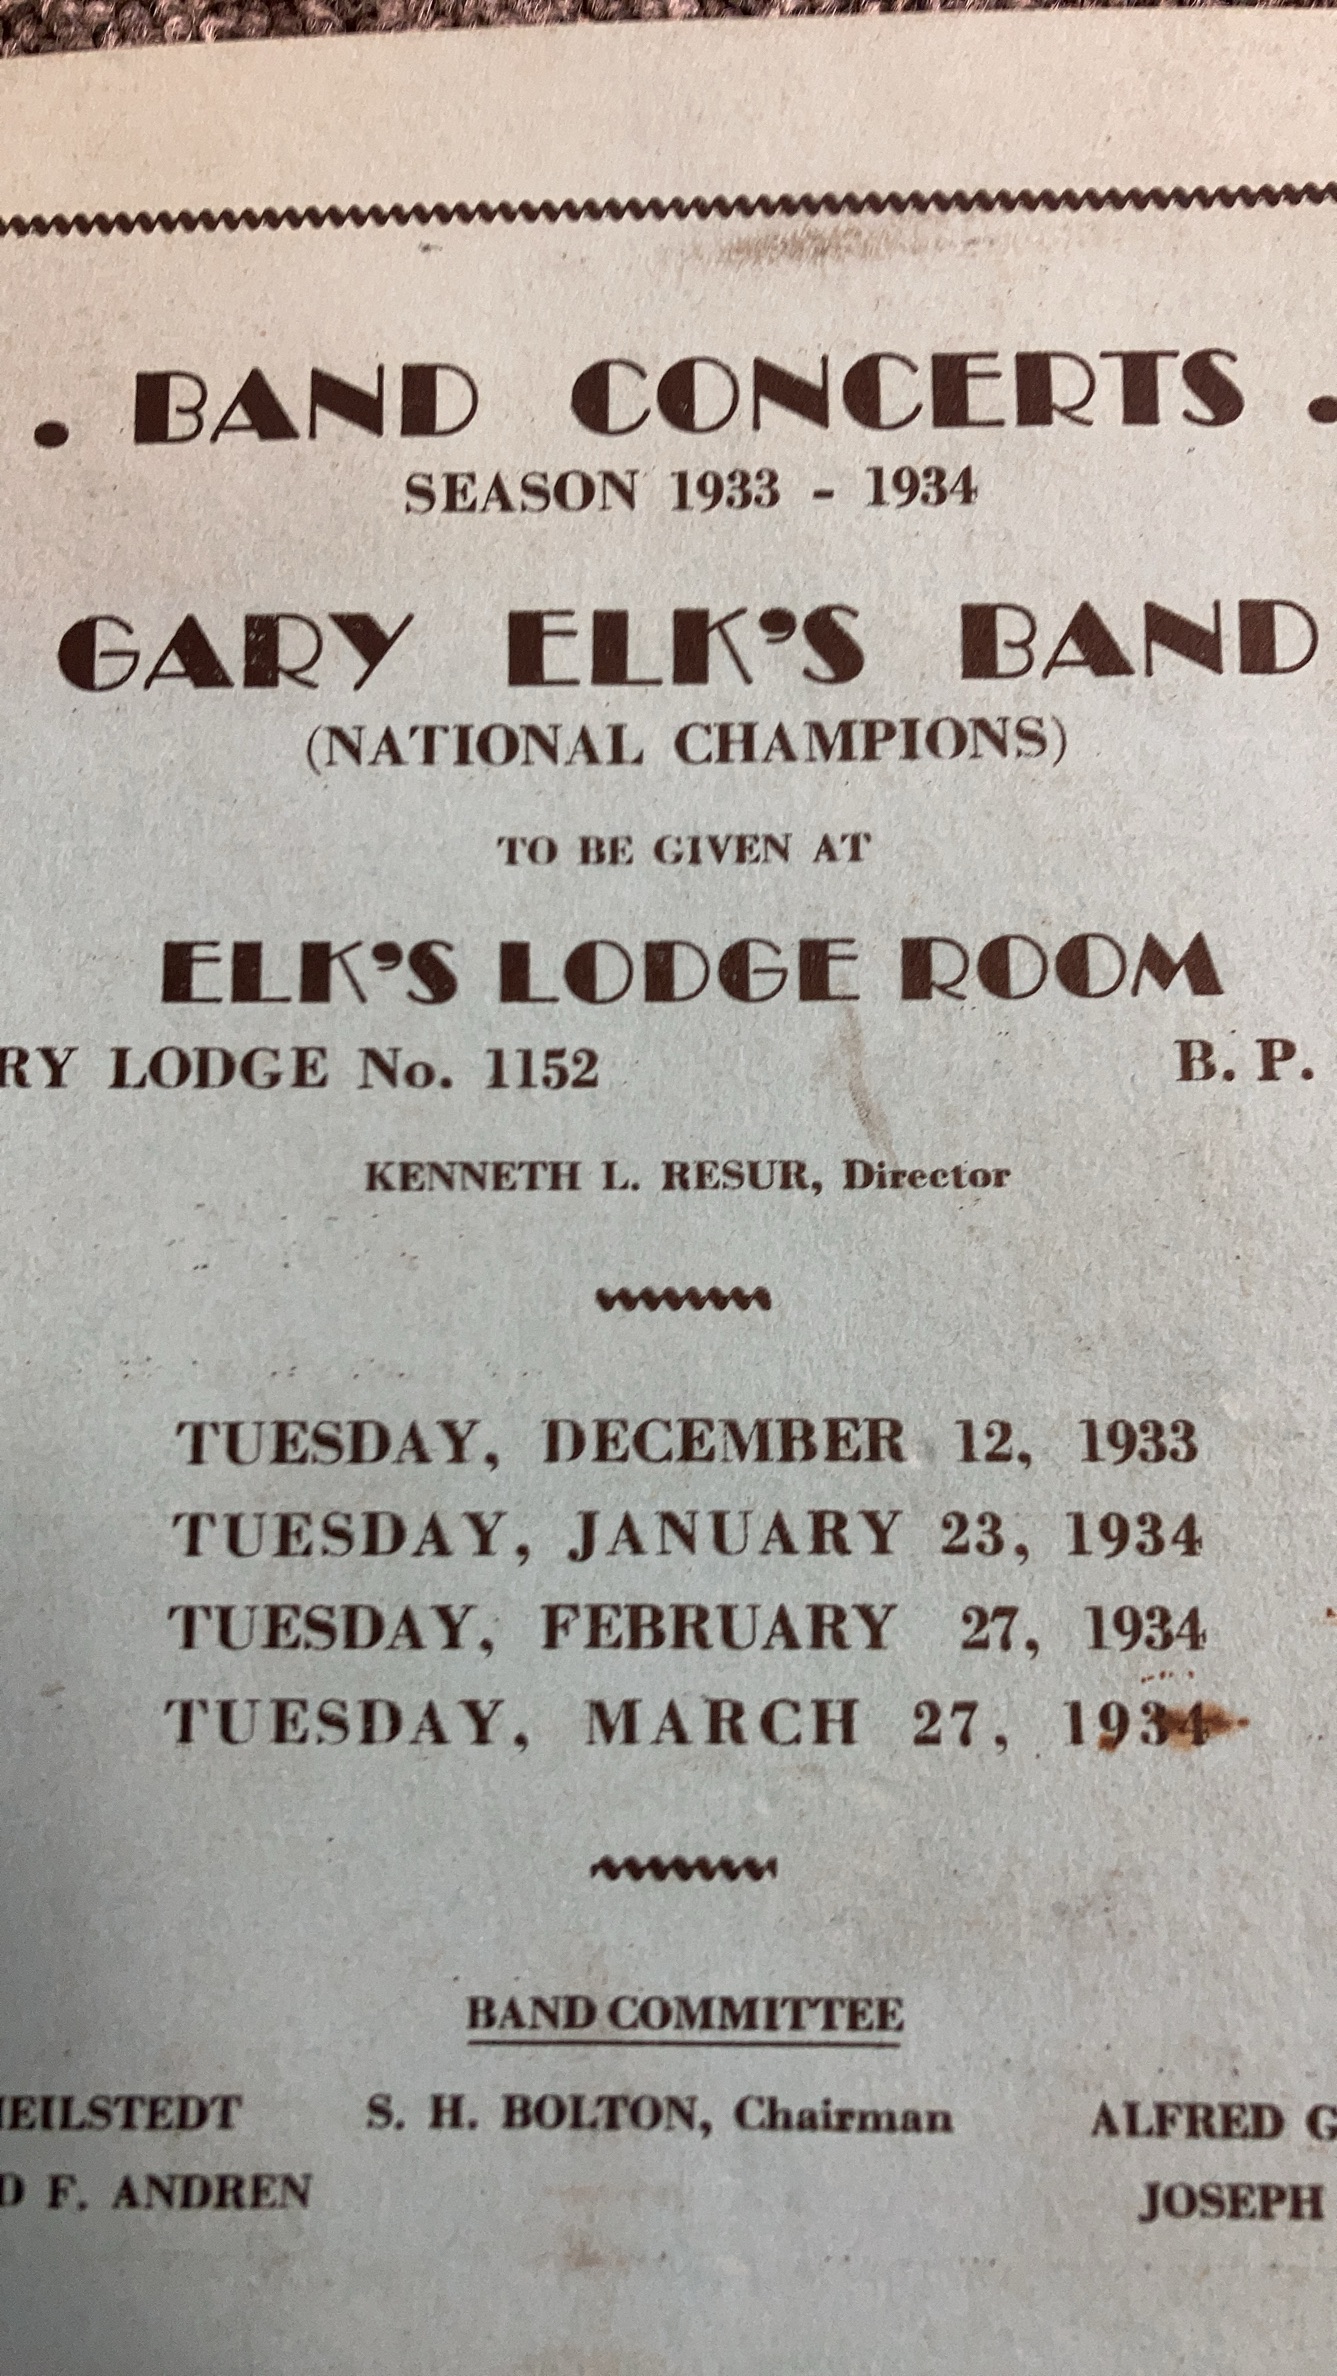 . BAND CONCERTS .
SEASON 1933 - 1934
GARY ELK'S BAND
(NATIONAL CHAMPIONS)
TO BE GIVEN AT
ELK'S LODGE ROOM
RY LODGE No. 1152 B. P.
KENNETH L. RESUR, Director
TUESDAY, DECEMBER 12, 1933
TUESDAY, JANUARY 23, 1934
TUESDAY, FEBRUARY 27, 1934
TUESDAY, MARCH 27, 1934
BAND COMMITTEE
HEILSTEDT S. H. BOLTON, Chairman ALFRED G
D F. ANDREN JOSEPH